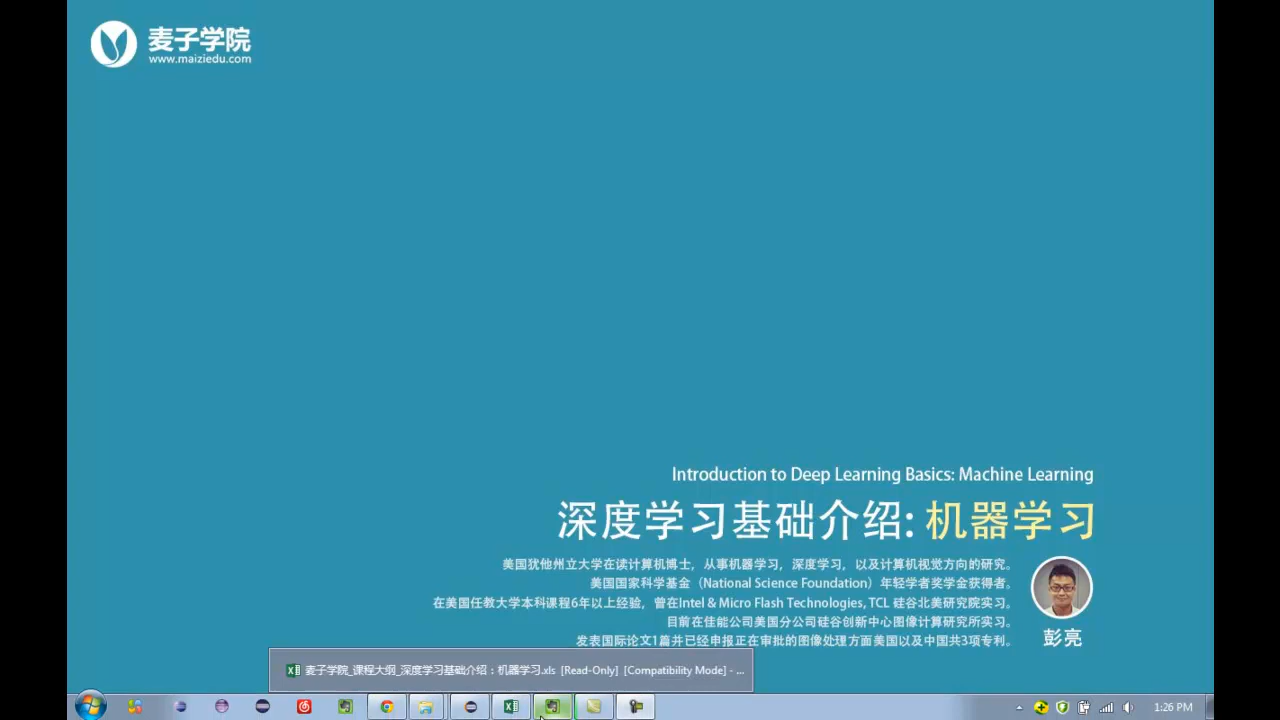 麦子学院
www.maiziedu.com
Introduction to Deep Learning Basics: Machine Learning
深度学习基础介绍: 机器学习
美国犹他州立大学在读计算机博士，从事机器学习，深度学习，以及计算机视觉方向的研究。
美国国家科学基金（National Science Foundation）年轻学者奖学金获得者。
在美国任教大学本科课程6年以上经验，曾在Intel & Micro Flash Technologies, TCL 硅谷北美研究院实习。
目前在佳能公司美国分公司硅谷创新中心图像计算研究所实习。
发表国际论文1篇并已经申报正在审批的图像处理方面美国以及中国共3项专利。
彭亮
麦子学院_课程大纲_深度学习基础介绍：机器学习.xls [Read-Only] [Compatibility Mode] - ...
1:26 PM